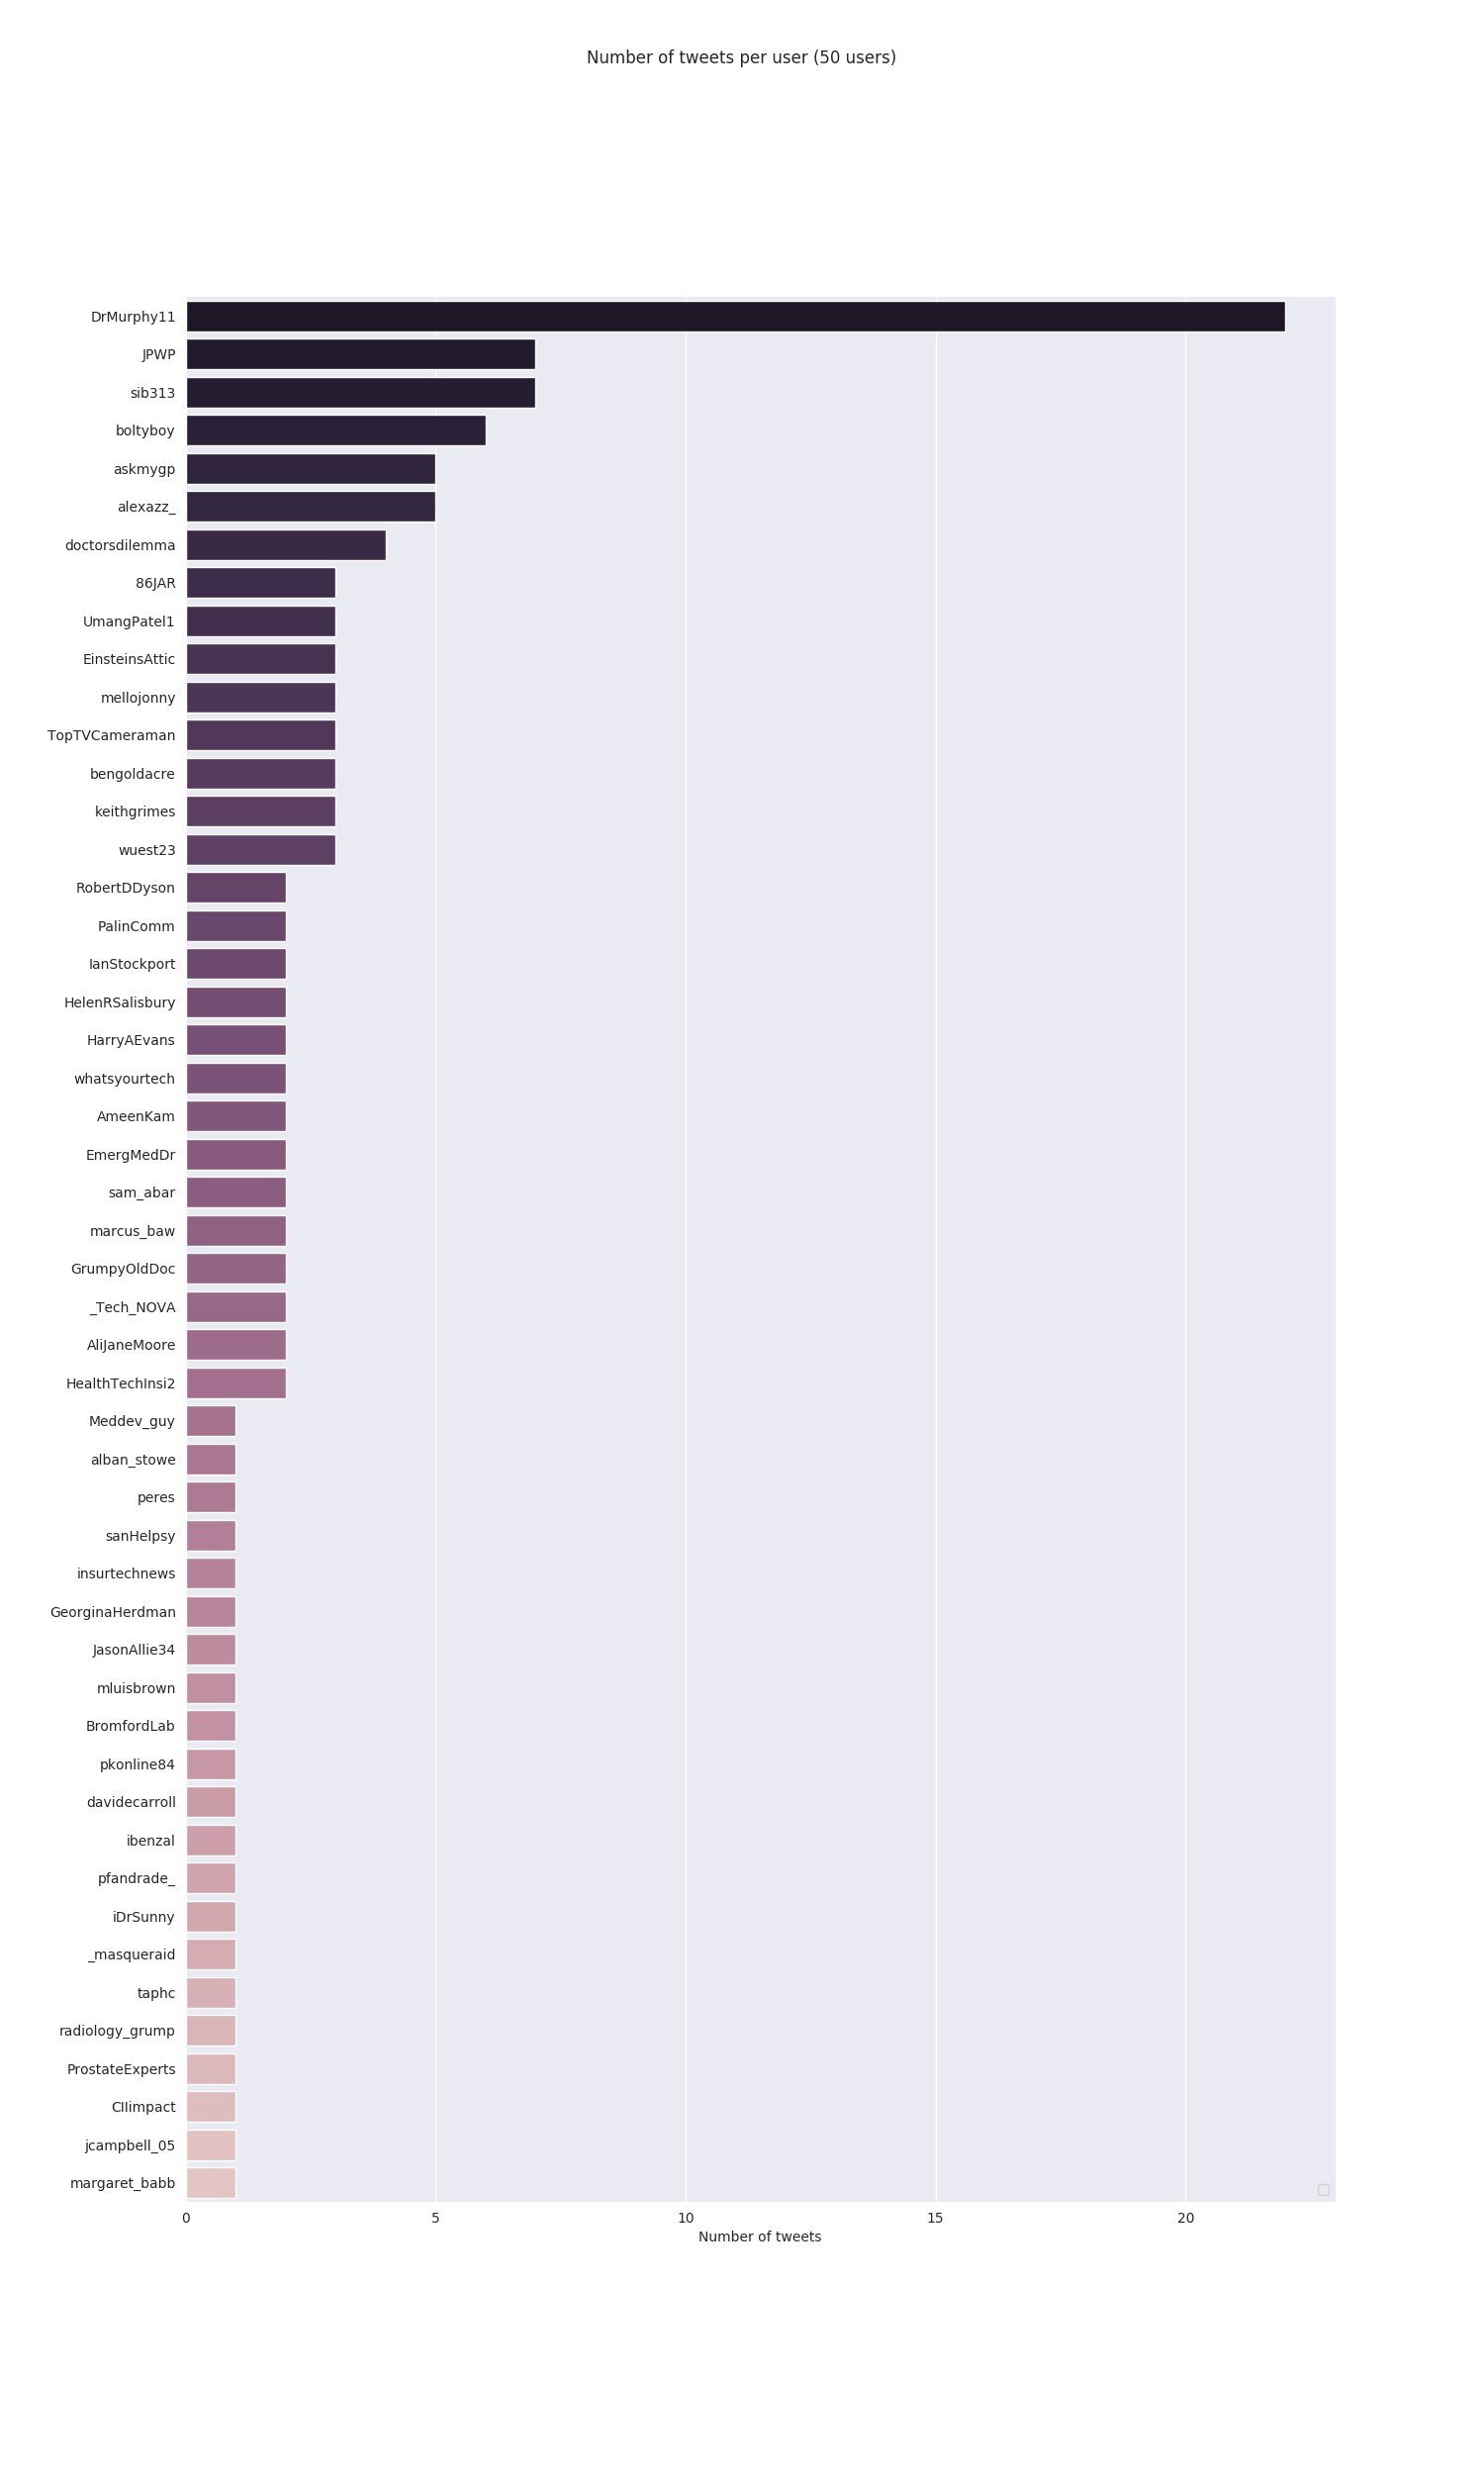 Number of tweets per user (50 users)
DrMurphy11
JPWP
sib313
boltyboy
askmygp
alexazz_
doctorsdilemma
86JAR
UmangPatel1
EinsteinsAttic
mellojonny
TopTVCameraman
bengoldacre
keithgrimes
wuest23
RobertDDyson
PalinComm
IanStockport
HelenRSalisbury
HarryAEvans
whatsyourtech
AmeenKam
EmergMedDr
sam_abar
marcus_baw
GrumpyOldDoc
_Tech_NOVA
AliJaneMoore
HealthTechInsi2
Meddev_guy
alban_stowe
peres
sanHelpsy
insurtechnews
GeorginaHerdman
JasonAllie34
mluisbrown
BromfordLab
pkonline84
davidecarroll
ibenzal
pfandrade_
iDrSunny
_masqueraid
taphc
radiology_grump
ProstateExperts
CIIimpact
jcampbell_05
margaret_babb
0 5 10 15 20
Number of tweets